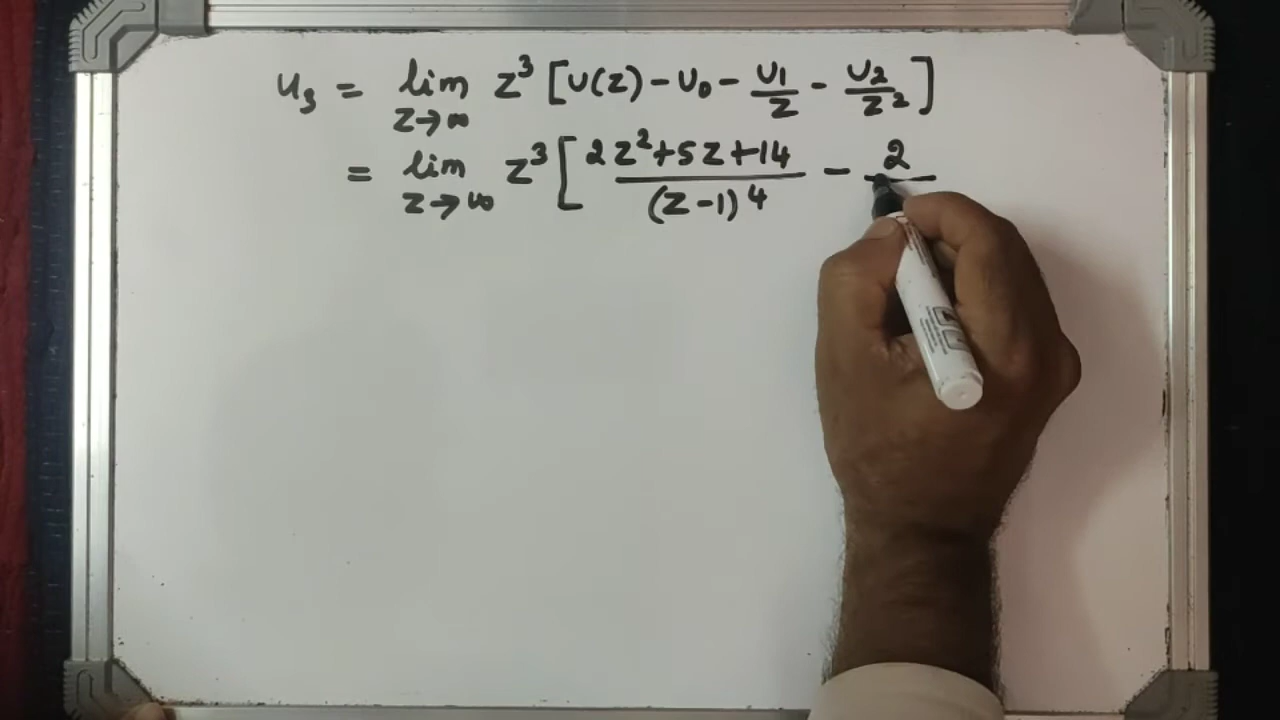 u₃ = lim z→∞ z³ [U(z) - U₀ - U₁/z - U₂/z²]
= lim z→∞ z³ [ 2z²+5z+14 / (z-1)⁴ - 2/